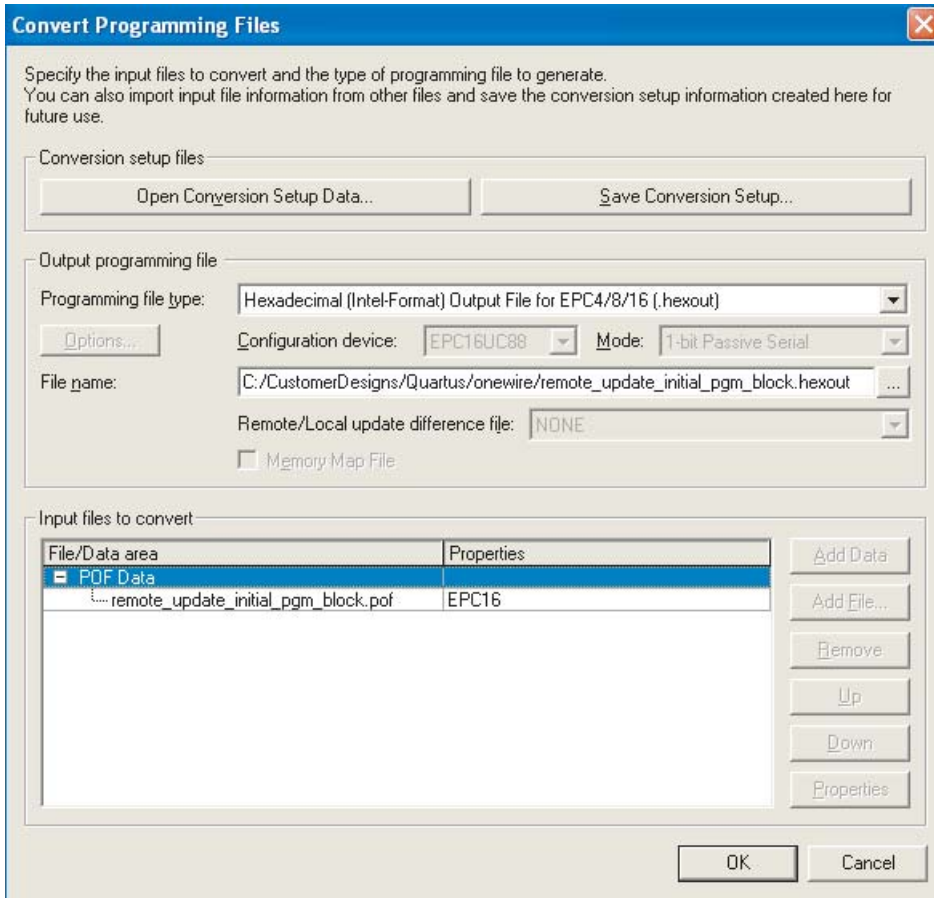 Convert Programming Files
Specify the input files to convert and the type of programming file to generate.
You can also import input file information from other files and save the conversion setup information created here for
future use.
Conversion setup files
Open Conversion Setup Data...
Save Conversion Setup...
Output programming file
Programming file type:
Hexadecimal (Intel-Format) Output File for EPC4/8/16 (.hexout)
Options...
Configuration device:
EPC16UC88
Mode:
1-bit Passive Serial
File name:
C:/CustomerDesigns/Quartus/onewire/remote_update_initial_pgm_block.hexout
...
Remote/Local update difference file:
NONE
Memory Map File
Input files to convert
File/Data area
Properties
Add Data
POF Data
remote_update_initial_pgm_block.pof
EPC16
Add File...
Remove
Up
Down
Properties
OK
Cancel